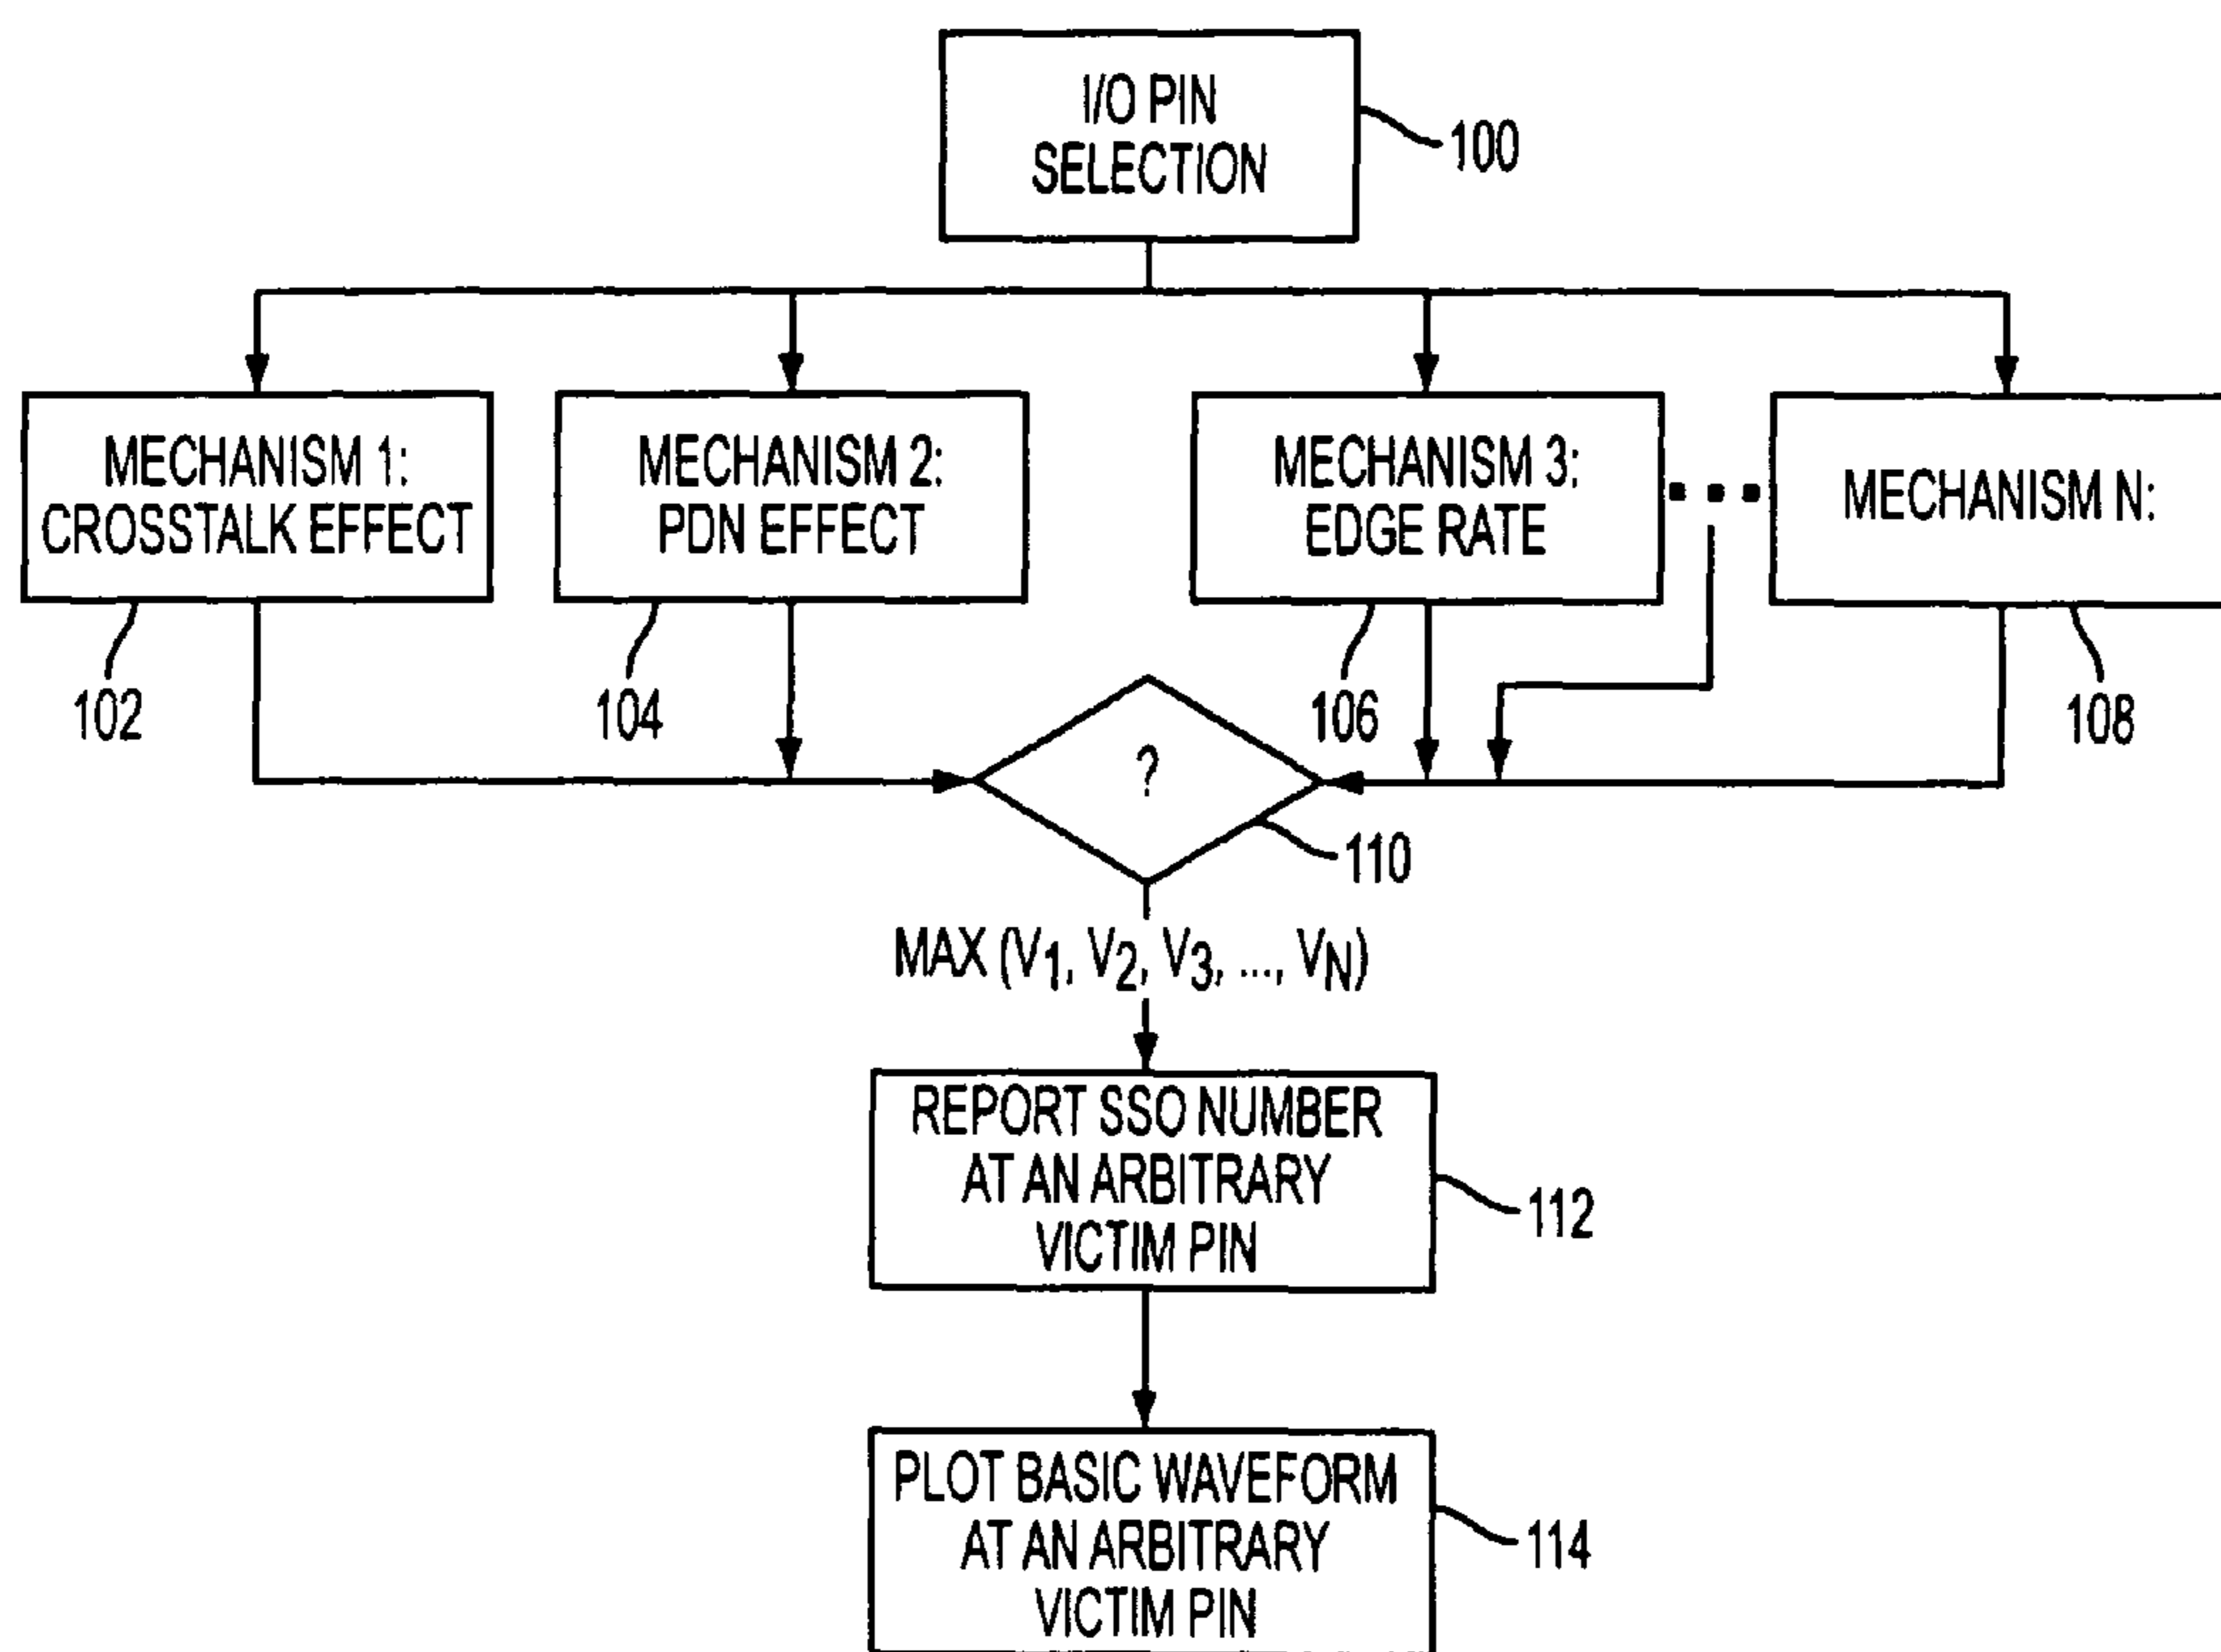 I/O PIN
SELECTION
100
MECHANISM 1:
CROSSTALK EFFECT
MECHANISM 2:
PDN EFFECT
MECHANISM 3:
EDGE RATE
MECHANISM N:
102
104
106
108
?
110
MAX (V1, V2, V3, ..., VN)
REPORT SSO NUMBER
AT AN ARBITRARY
VICTIM PIN
112
PLOT BASIC WAVEFORM
AT AN ARBITRARY
VICTIM PIN
114